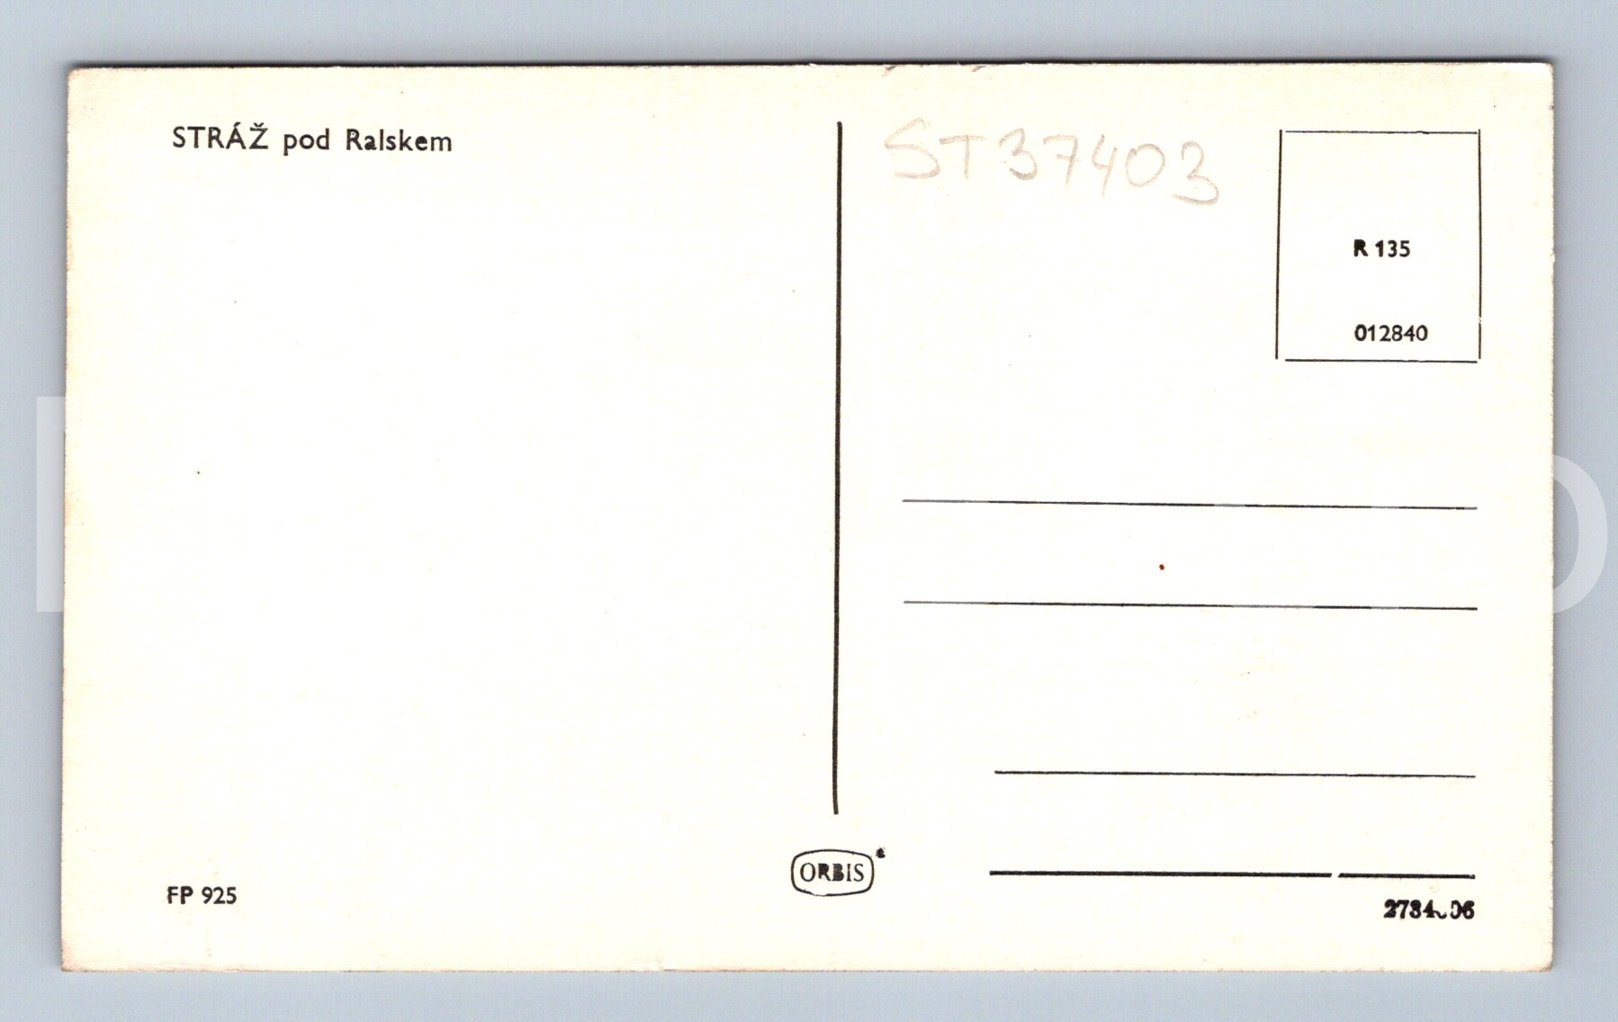 STRÁŽ pod Ralskem
ST37403
R 135
012840
ORBIS
FP 925